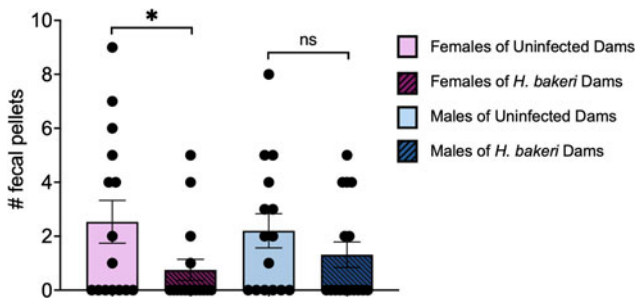 10
8
6
4
2
0
# fecal pellets
*
ns
Females of Uninfected Dams
Females of H. bakeri Dams
Males of Uninfected Dams
Males of H. bakeri Dams